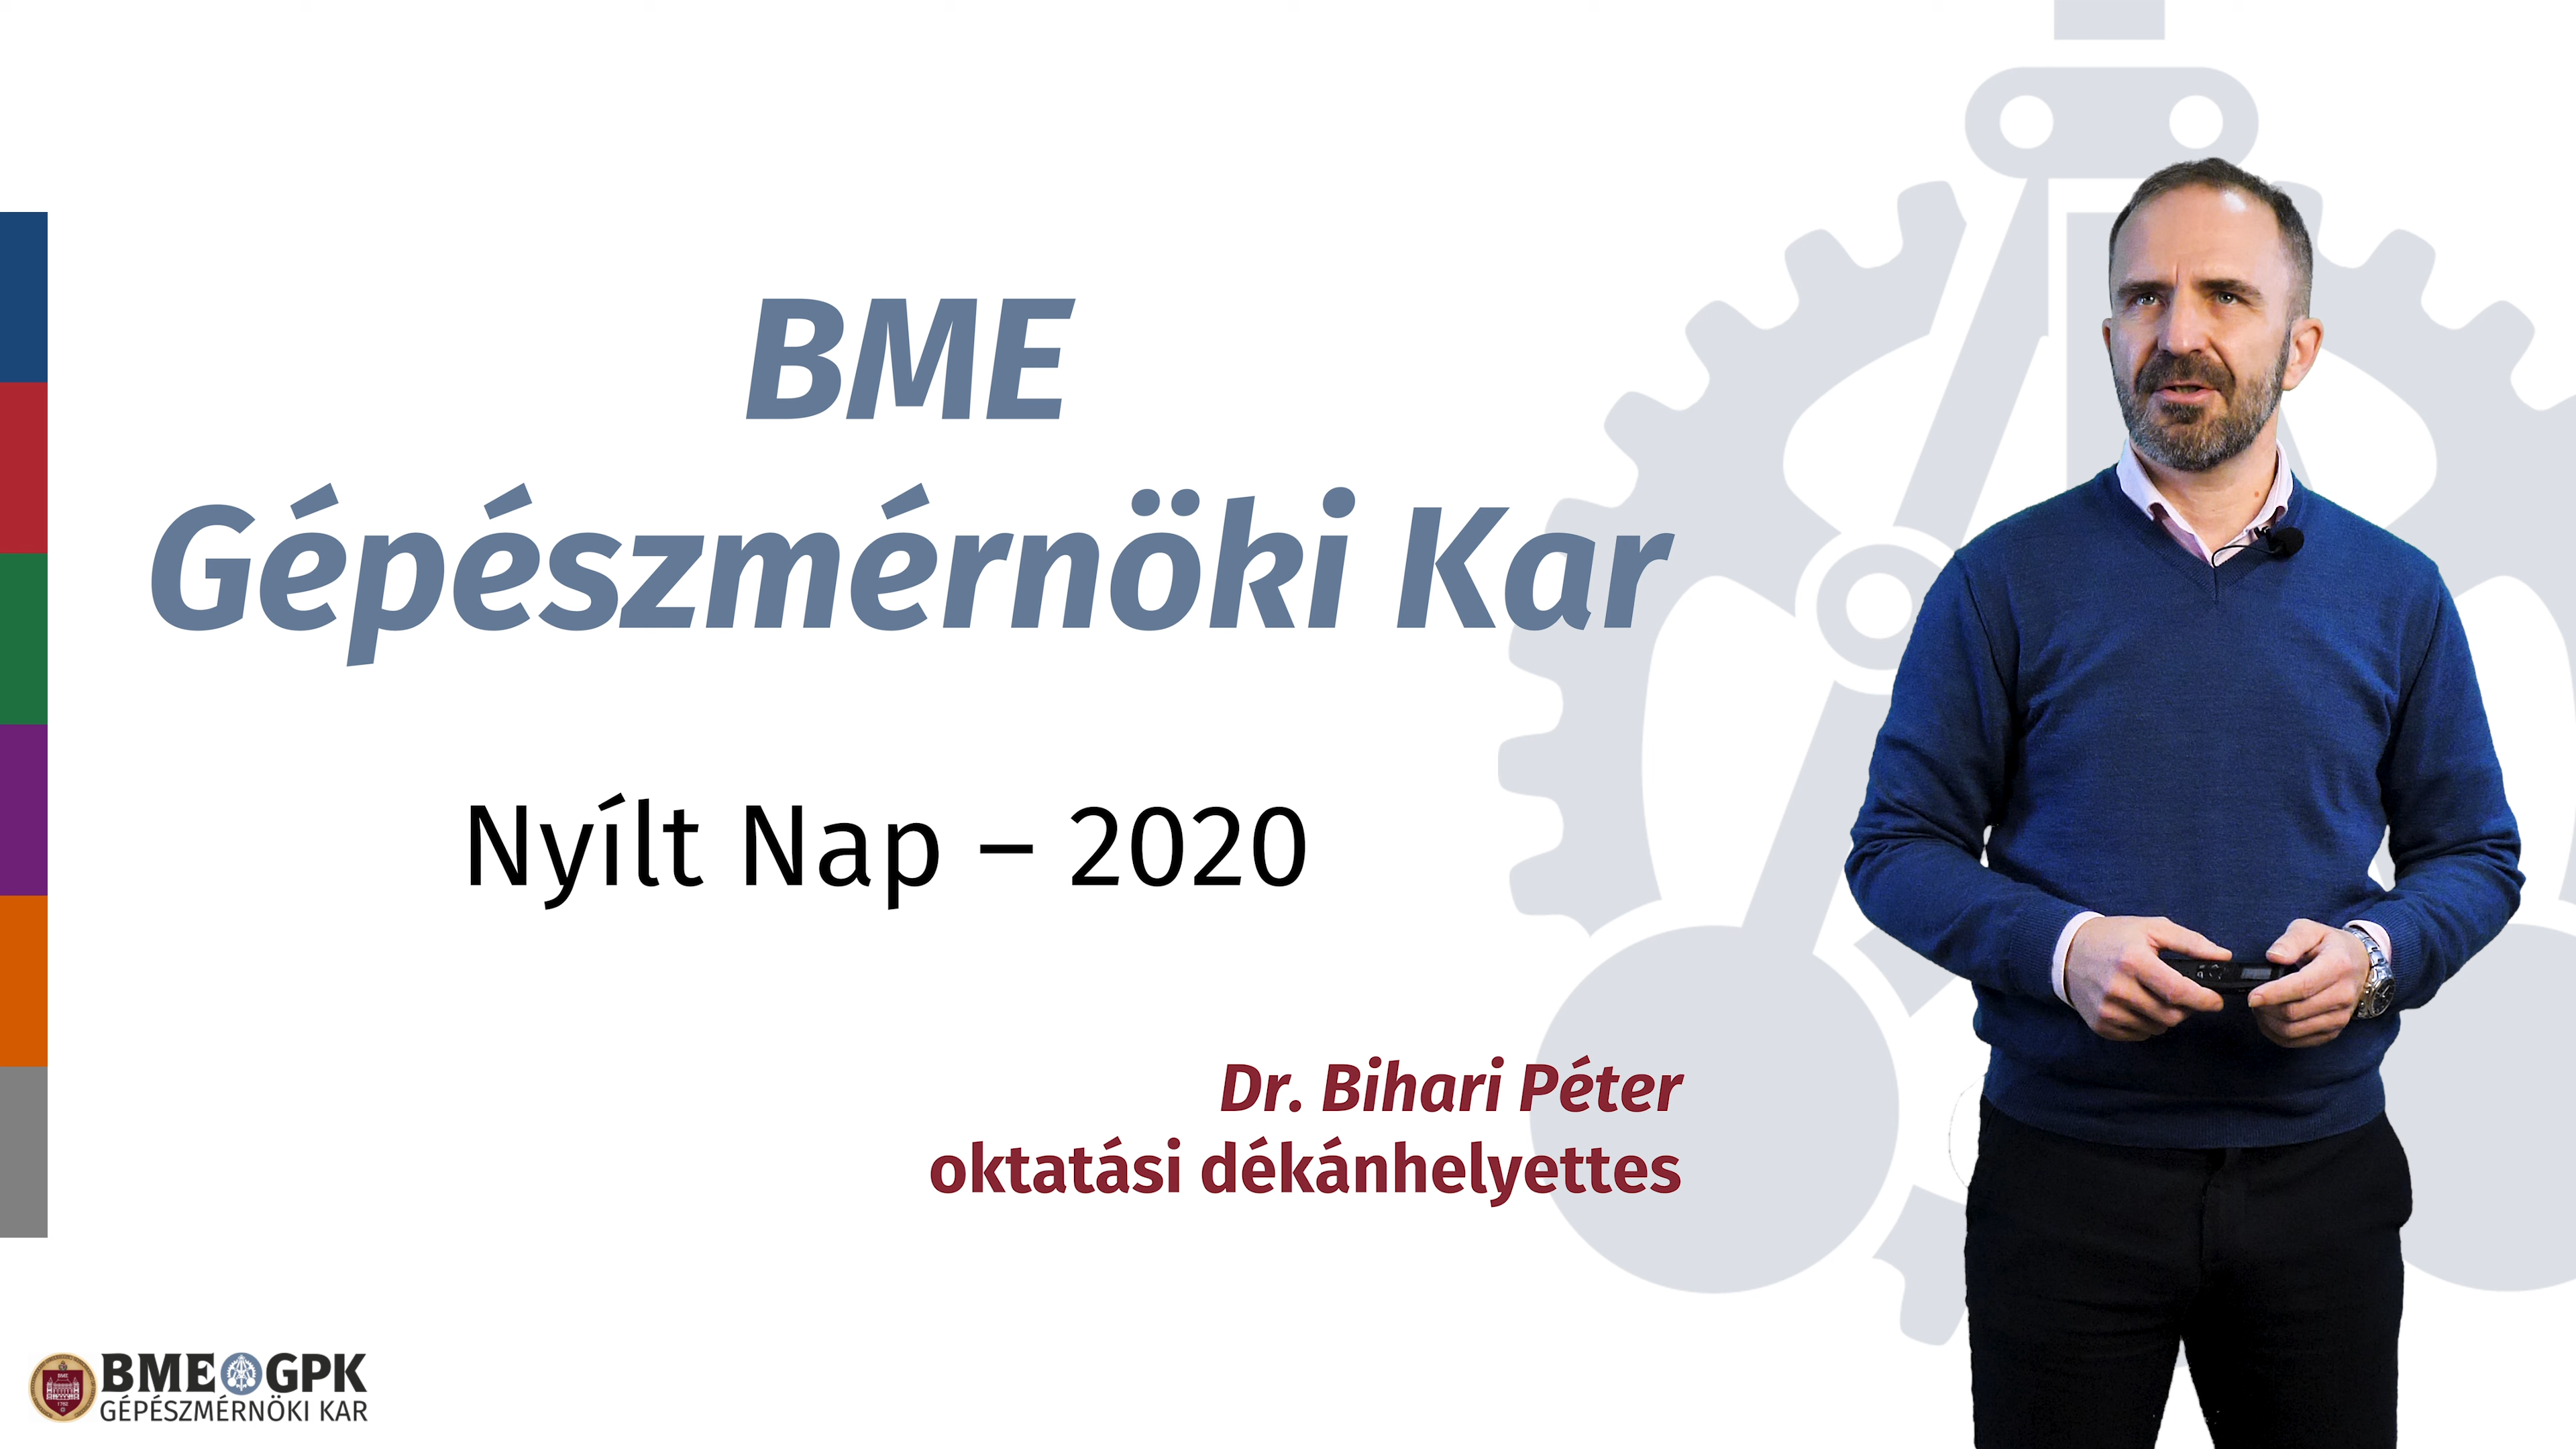 BME
Gépészmérnöki Kar
Nyílt Nap – 2020
Dr. Bihari Péter
oktatási dékánhelyettes
BME GPK
GÉPÉSZMÉRNÖKI KAR